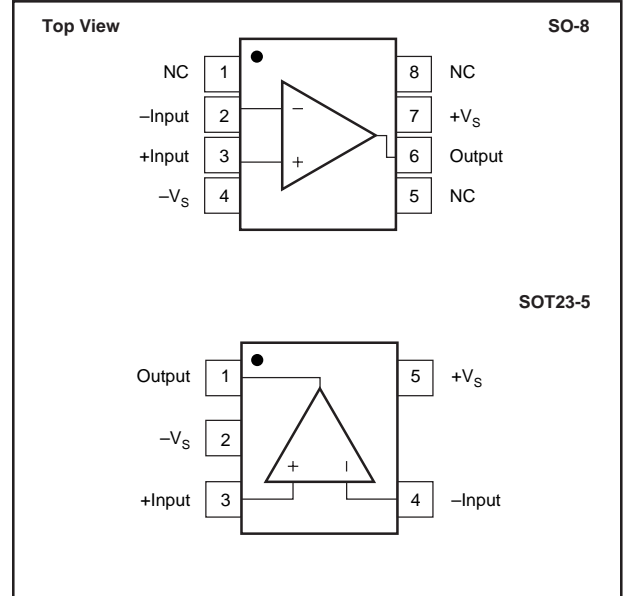 Top View SO-8
NC 1 8 NC
–Input 2 − 7 +VS
+Input 3 + 6 Output
–VS 4 5 NC
SOT23-5
Output 1 5 +VS
–VS 2
+ −
+Input 3 4 –Input